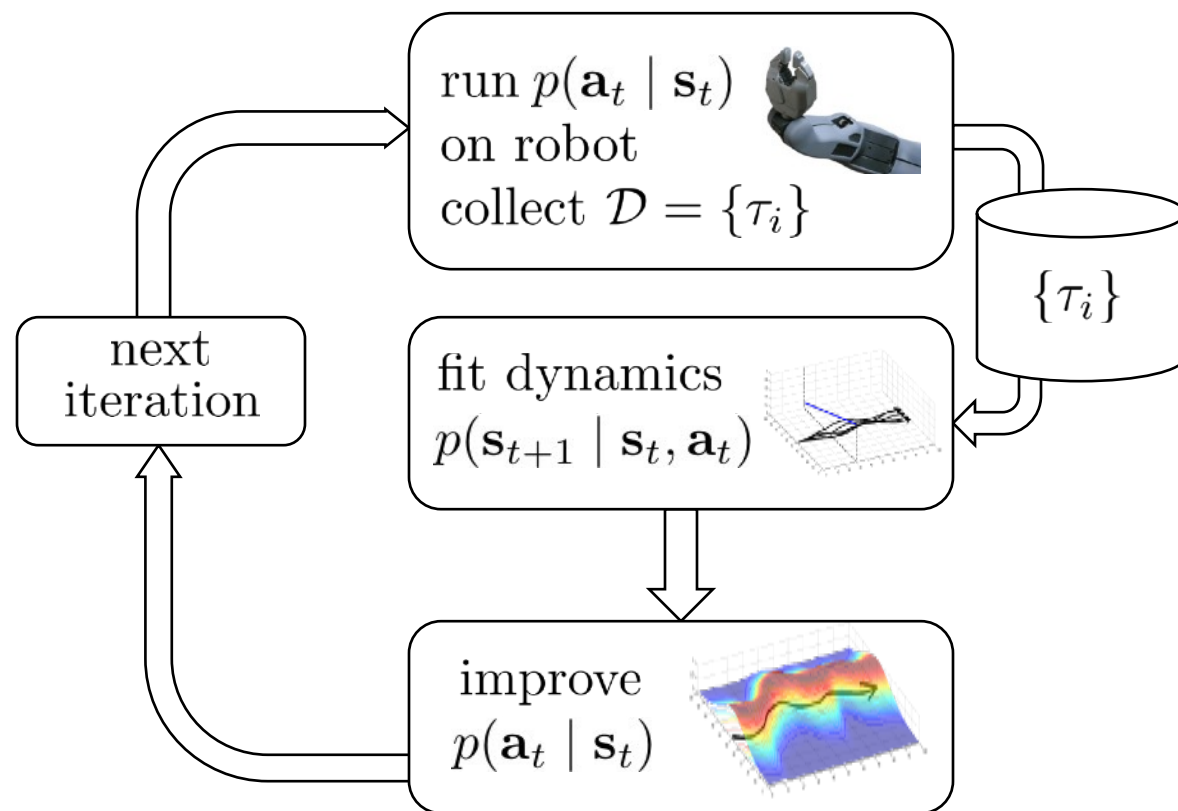 run p(a_t | s_t)
on robot
collect 𝒟 = {τ_i}
{τ_i}
next
iteration
fit dynamics
p(s_{t+1} | s_t, a_t)
improve
p(a_t | s_t)